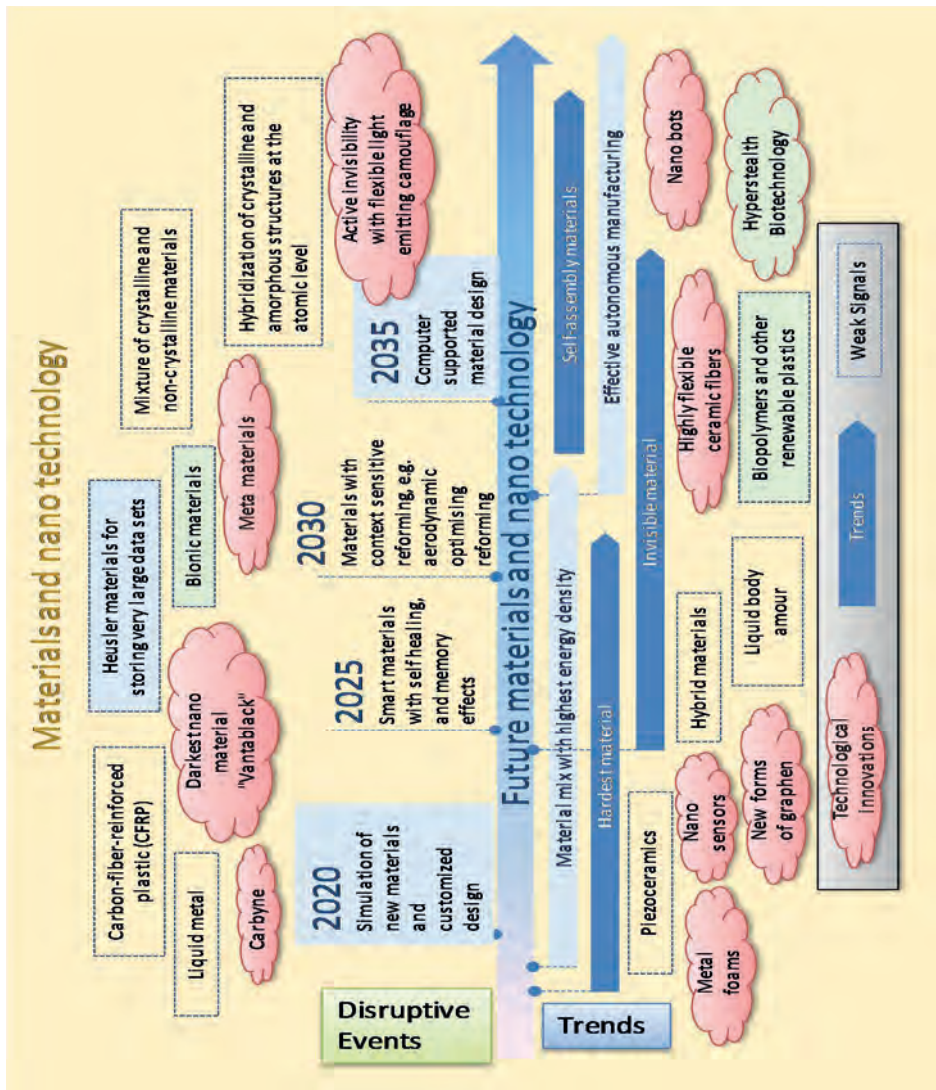 Materials and nano technology
Carbon-fiber-reinforced
plastic (CFRP)
Heusler materials for
storing very large data sets
Mixture of crystalline and
non-crystalline materials
Liquid metal
Darkest nano
material
"Vantablack"
Bionic materials
Hybridization of crystalline and
amorphous structures at the
atomic level
Carbyne
Meta materials
Active invisibility
with flexible light
emitting camouflage
Disruptive
Events
2020
Simulation of
new materials
and
customized
design
2025
Smart materials
with self healing,
and memory
effects
2030
Materials with
context sensitive
reforming, e.g.
aerodynamic
optimising
reforming
2035
Computer
supported
material design
Future materials and nano technology
Trends
Material mix with highest energy density
Self-assembly materials
Hardest material
Effective autonomous manufacturing
Invisible material
Piezoceramics
Metal
foams
Nano
sensors
New forms
of graphen
Hybrid materials
Liquid body
amour
Highly flexible
ceramic fibers
Biopolymers and other
renewable plastics
Nano bots
Hyperstealth
Biotechnology
Technological
innovations
Trends
Weak Signals